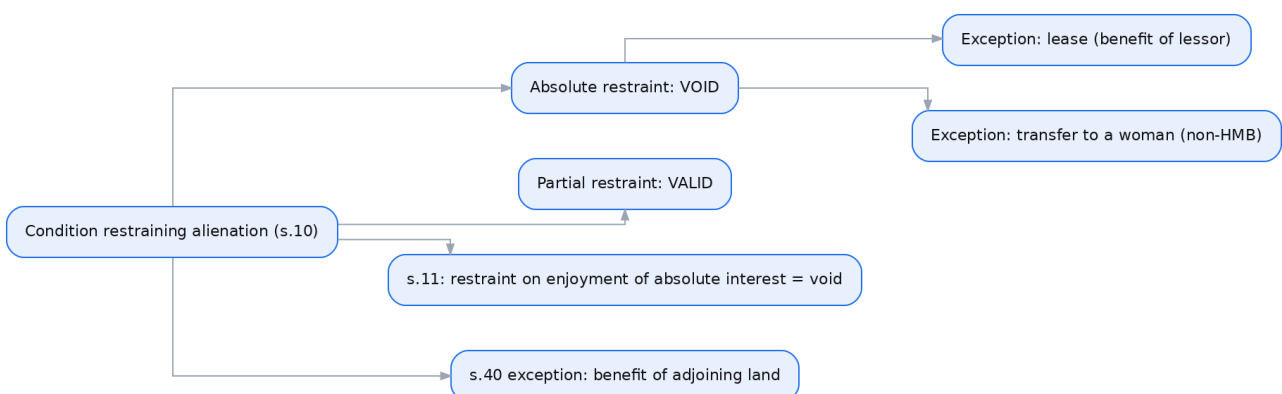 Exception: lease (benefit of lessor)
Absolute restraint: VOID
Exception: transfer to a woman (non-HMB)
Partial restraint: VALID
Condition restraining alienation (s.10)
s.11: restraint on enjoyment of absolute interest = void
s.40 exception: benefit of adjoining land